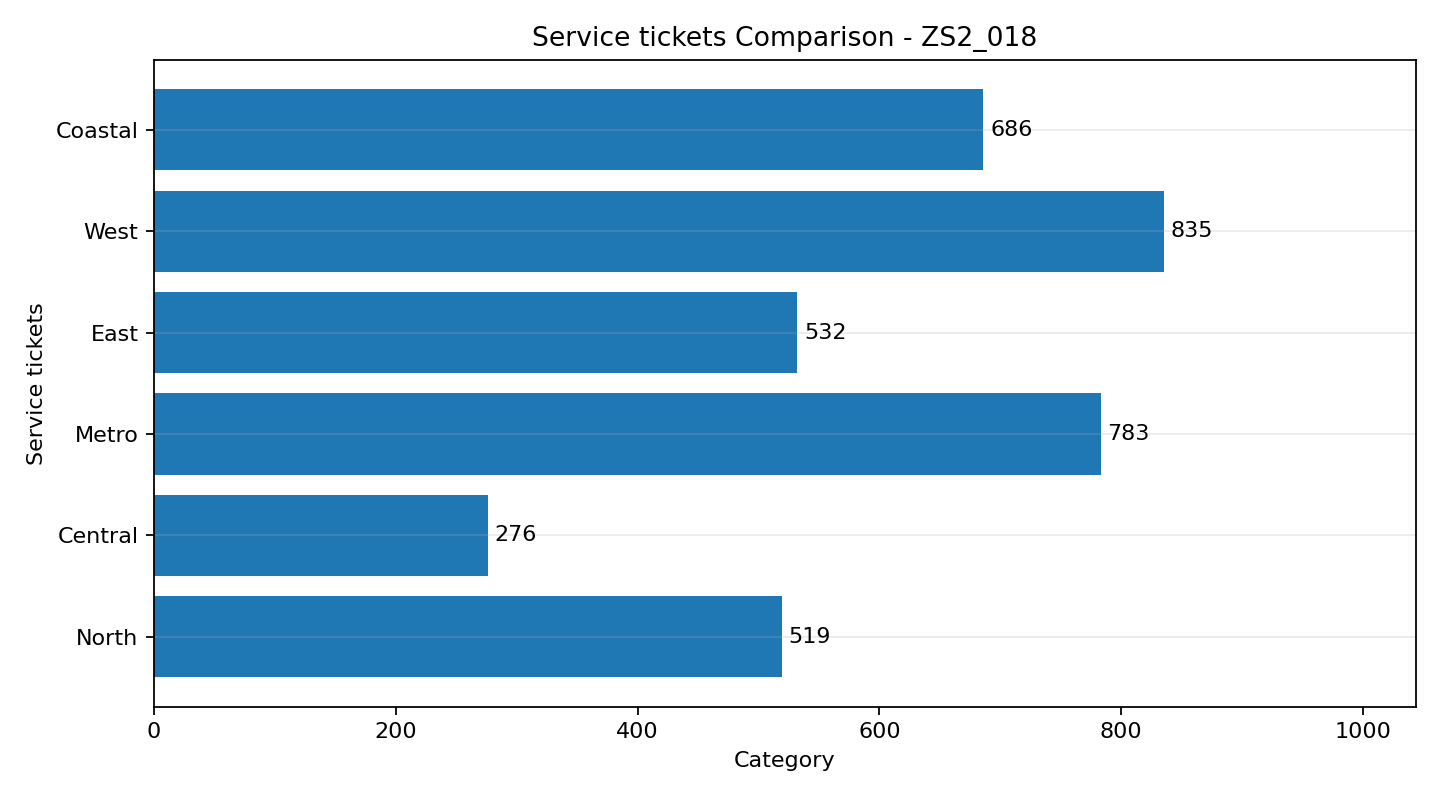 Service tickets Comparison - ZS2_018
Service tickets
Coastal
686
West
835
East
532
Metro
783
Central
276
North
519
0 200 400 600 800 1000
Category